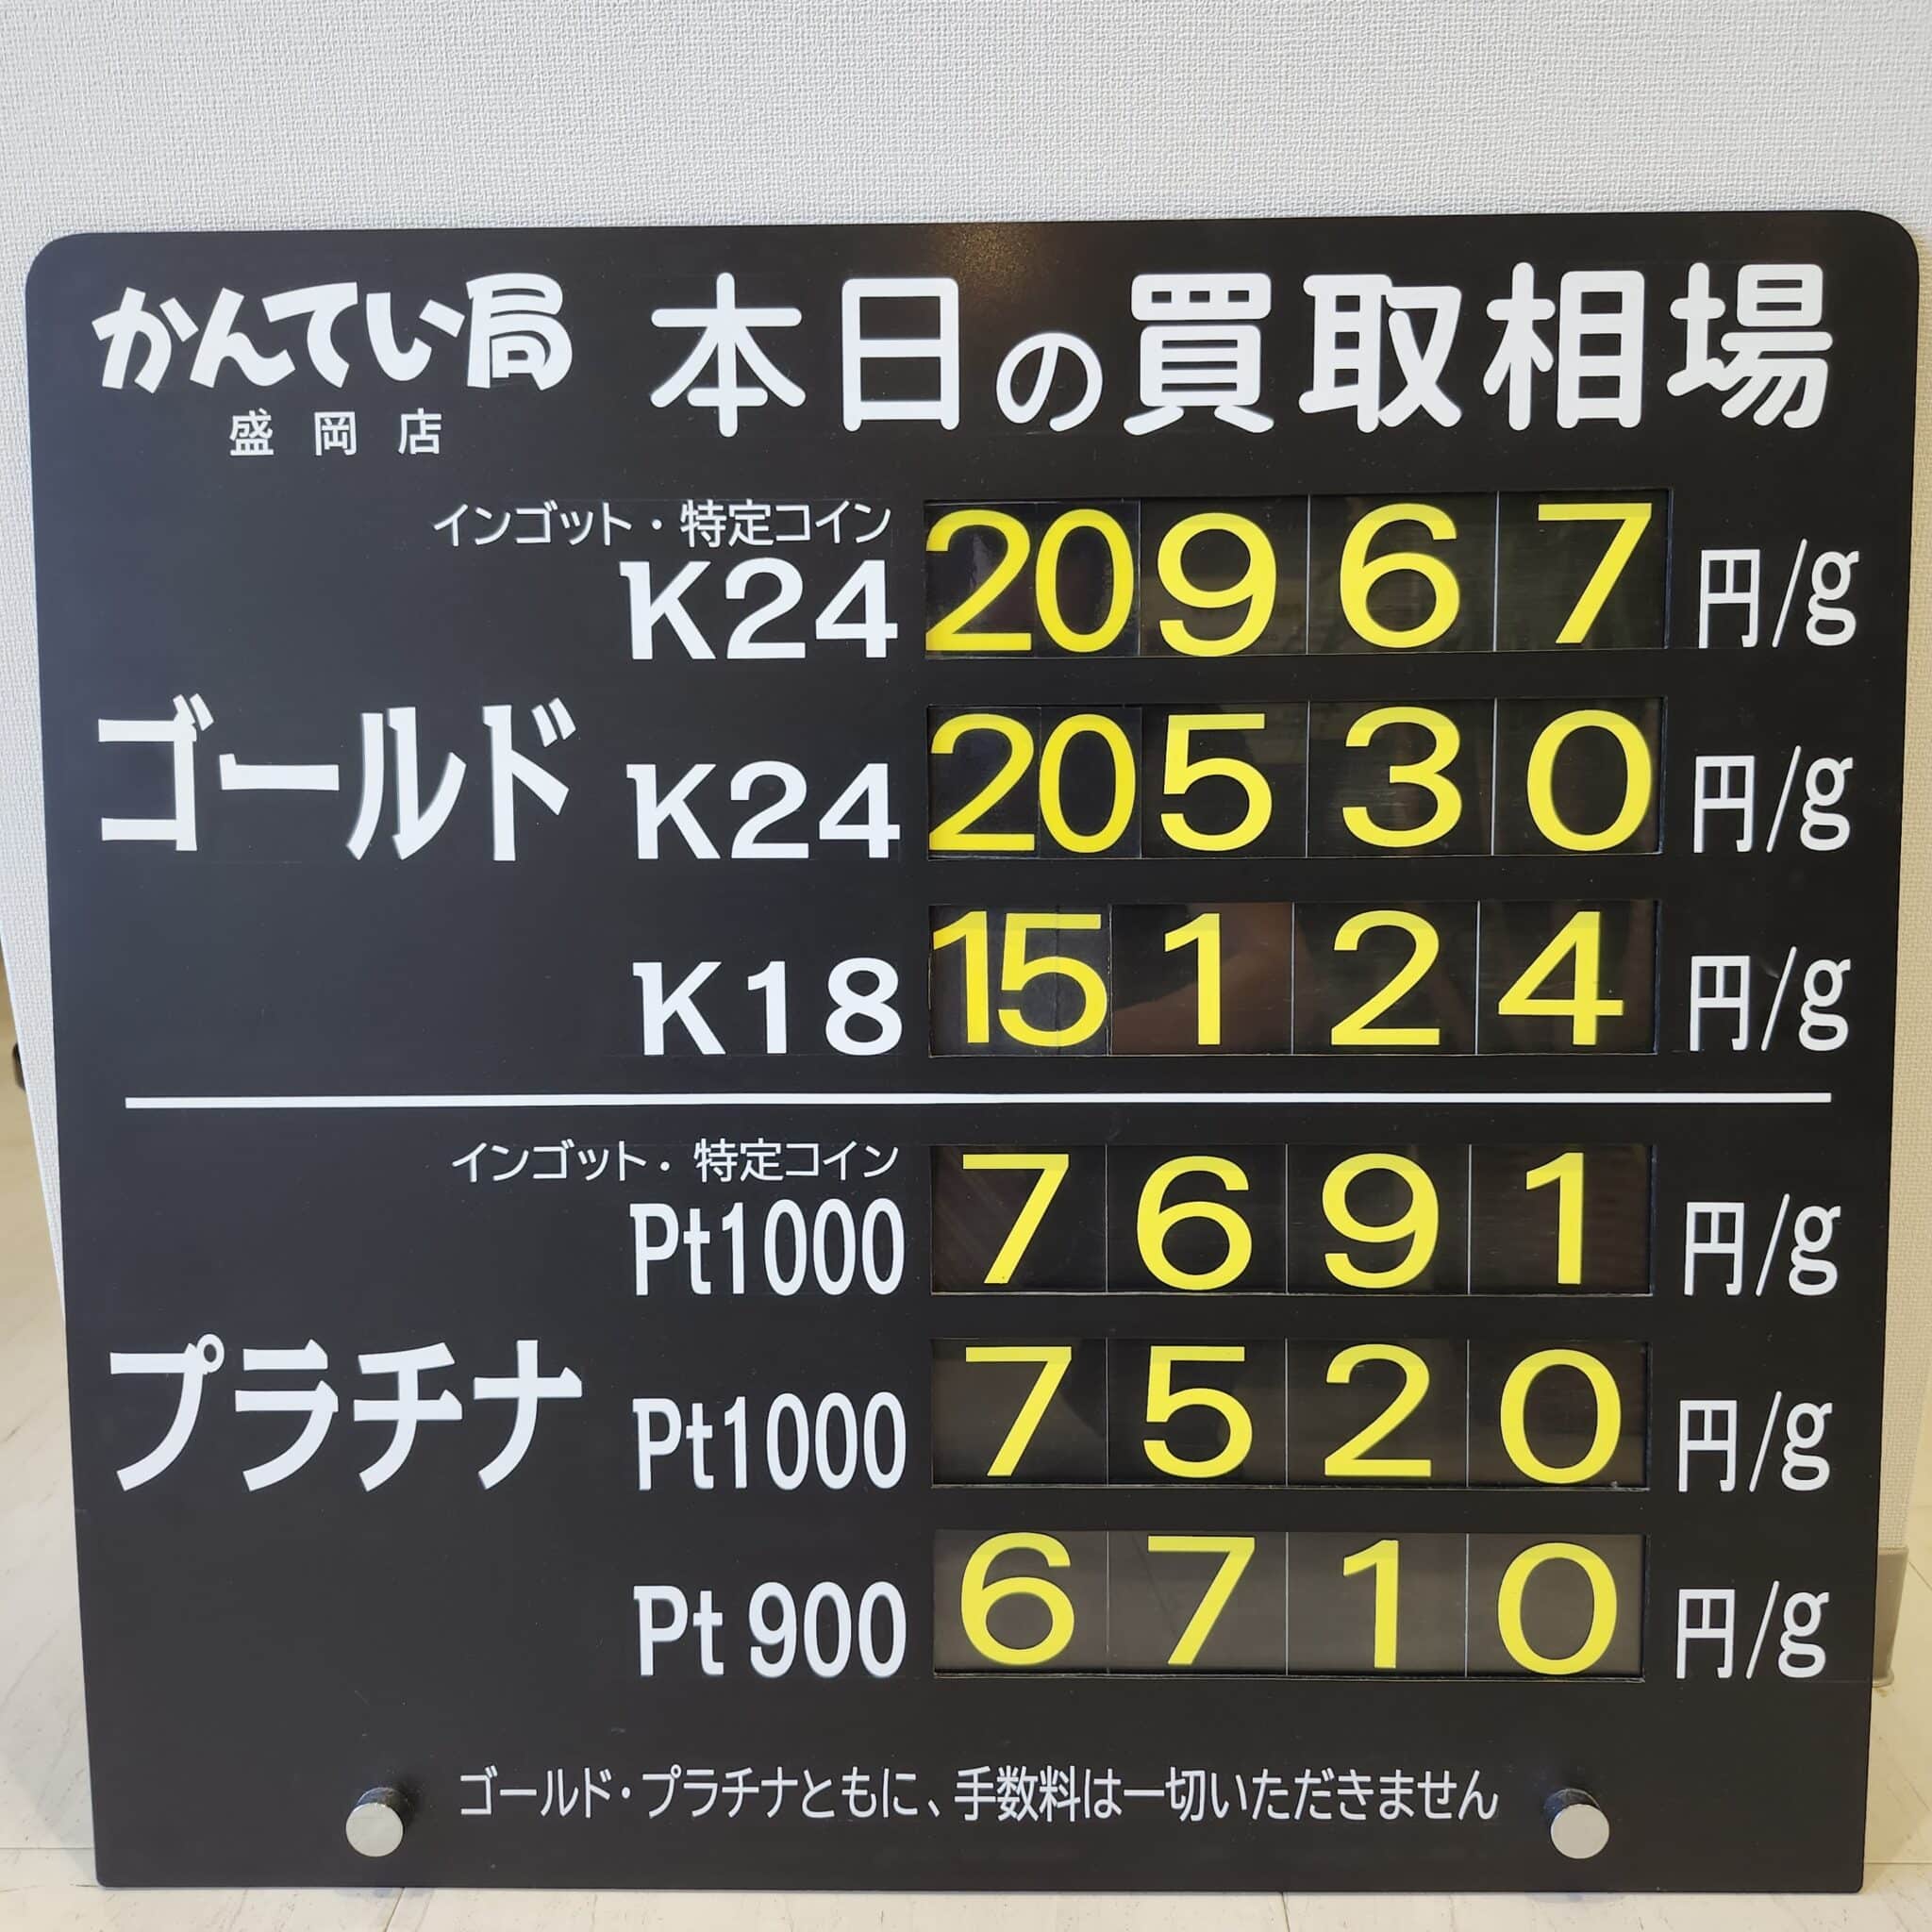 かんてい局 本日の買取相場
盛岡店
インゴット・特定コイン
K24 20967 円/g
ゴールド K24 20530 円/g
K18 15124 円/g
インゴット・特定コイン
Pt1000 7691 円/g
プラチナ Pt1000 7520 円/g
Pt900 6710 円/g
ゴールド・プラチナともに、手数料は一切いただきません